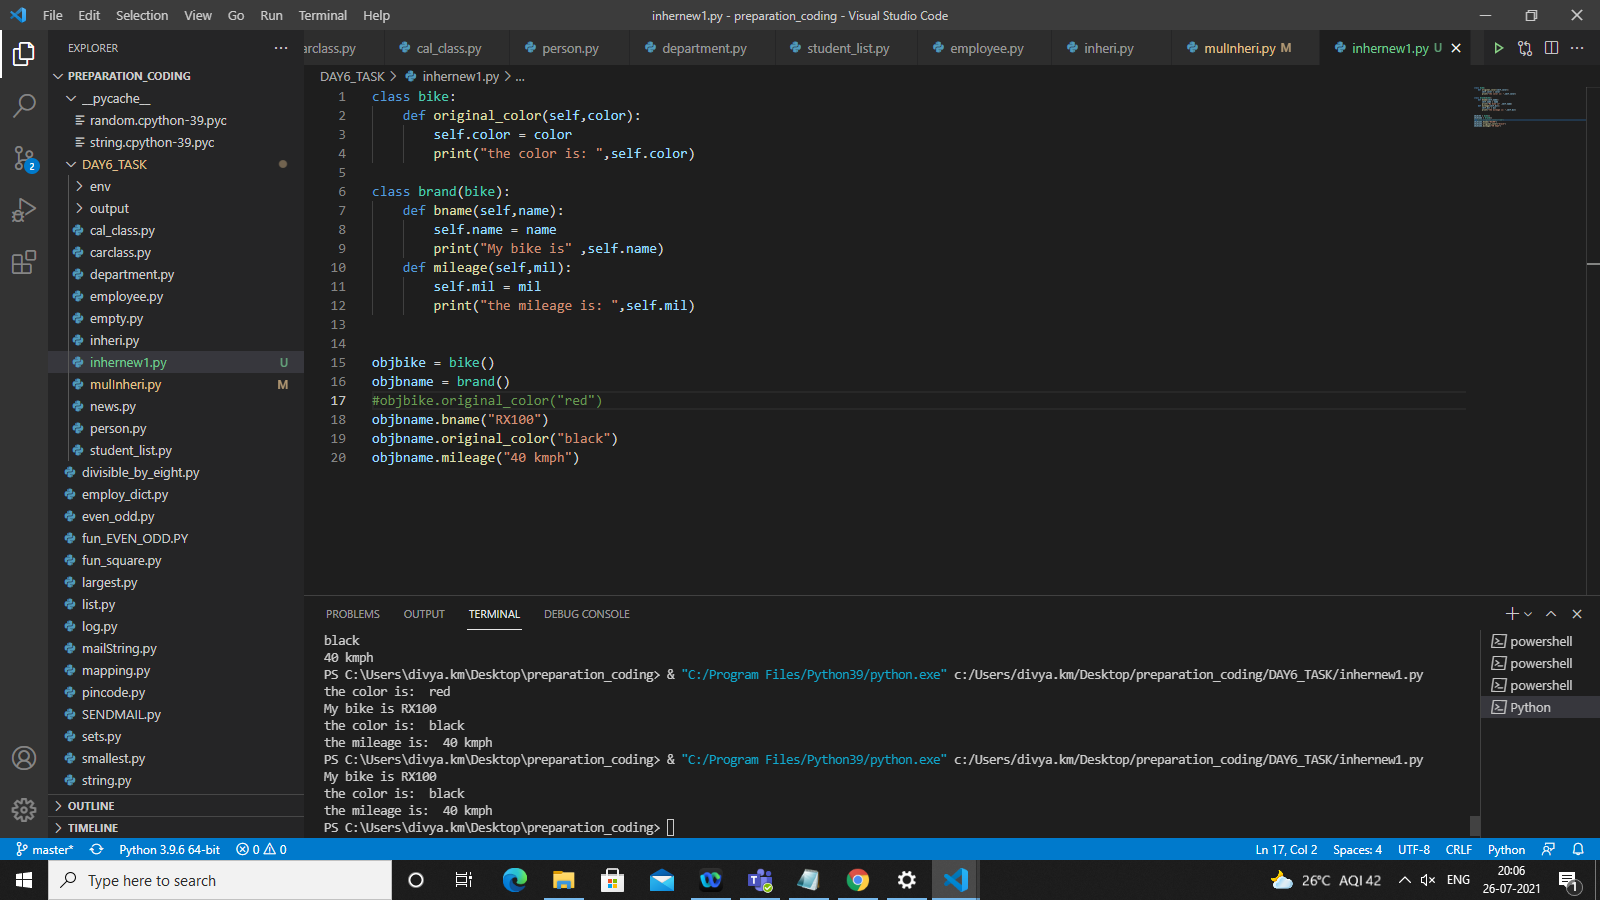 File Edit Selection View Go Run Terminal Help
inhernew1.py - preparation_coding - Visual Studio Code
EXPLORER
PREPARATION_CODING
__pycache__
random.cpython-39.pyc
string.cpython-39.pyc
DAY6_TASK
env
output
cal_class.py
carclass.py
department.py
employee.py
empty.py
inheri.py
inhernew1.py U
mulInheri.py M
news.py
person.py
student_list.py
divisible_by_eight.py
employ_dict.py
even_odd.py
fun_EVEN_ODD.PY
fun_square.py
largest.py
list.py
log.py
mailString.py
mapping.py
pincode.py
SENDMAIL.py
sets.py
smallest.py
string.py
OUTLINE
TIMELINE
arclass.py cal_class.py person.py department.py student_list.py employee.py inheri.py mulInheri.py M inhernew1.py U
DAY6_TASK > inhernew1.py > ...
1 class bike:
2 def original_color(self,color):
3 self.color = color
4 print("the color is: ",self.color)
5
6 class brand(bike):
7 def bname(self,name):
8 self.name = name
9 print("My bike is" ,self.name)
10 def mileage(self,mil):
11 self.mil = mil
12 print("the mileage is: ",self.mil)
13
14
15 objbike = bike()
16 objbname = brand()
17 #objbike.original_color("red")
18 objbname.bname("RX100")
19 objbname.original_color("black")
20 objbname.mileage("40 kmph")
PROBLEMS OUTPUT TERMINAL DEBUG CONSOLE
black
40 kmph
PS C:\Users\divya.km\Desktop\preparation_coding> & "C:/Program Files/Python39/python.exe" c:/Users/divya.km/Desktop/preparation_coding/DAY6_TASK/inhernew1.py
the color is:  red
My bike is RX100
the color is:  black
the mileage is:  40 kmph
PS C:\Users\divya.km\Desktop\preparation_coding> & "C:/Program Files/Python39/python.exe" c:/Users/divya.km/Desktop/preparation_coding/DAY6_TASK/inhernew1.py
My bike is RX100
the color is:  black
the mileage is:  40 kmph
PS C:\Users\divya.km\Desktop\preparation_coding>
powershell
powershell
powershell
Python
2
master* Python 3.9.6 64-bit 0 0
Ln 17, Col 2 Spaces: 4 UTF-8 CRLF Python
Type here to search
26°C AQI 42 ENG
20:06
26-07-2021
1